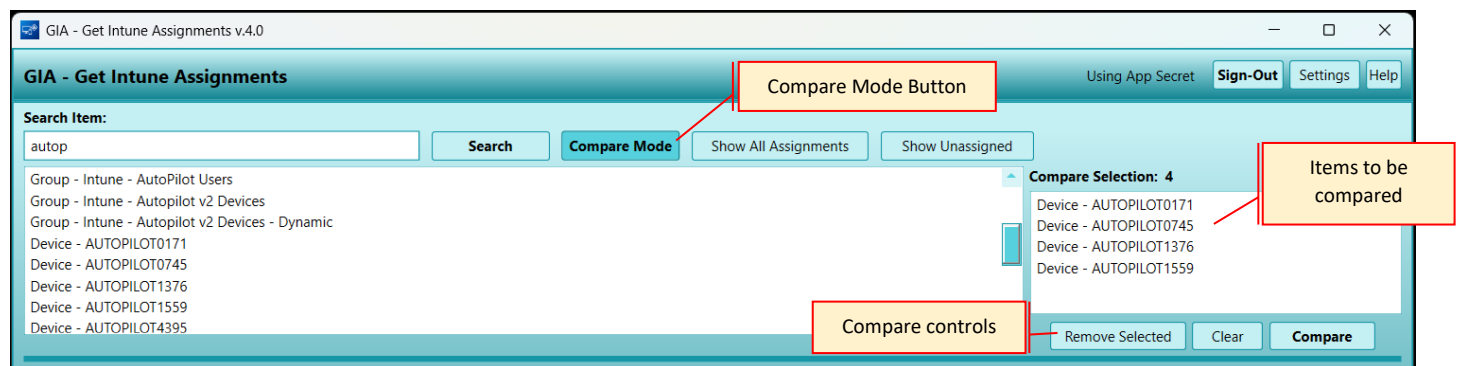 GIA - Get Intune Assignments v.4.0
GIA - Get Intune Assignments
Compare Mode Button
Using App Secret
Sign-Out
Settings
Help
Search Item:
autop
Search
Compare Mode
Show All Assignments
Show Unassigned
Group - Intune - AutoPilot Users
Group - Intune - Autopilot v2 Devices
Group - Intune - Autopilot v2 Devices - Dynamic
Device - AUTOPILOT0171
Device - AUTOPILOT0745
Device - AUTOPILOT1376
Device - AUTOPILOT1559
Device - AUTOPILOT4395
Compare Selection: 4
Device - AUTOPILOT0171
Device - AUTOPILOT0745
Device - AUTOPILOT1376
Device - AUTOPILOT1559
Items to be
compared
Compare controls
Remove Selected
Clear
Compare